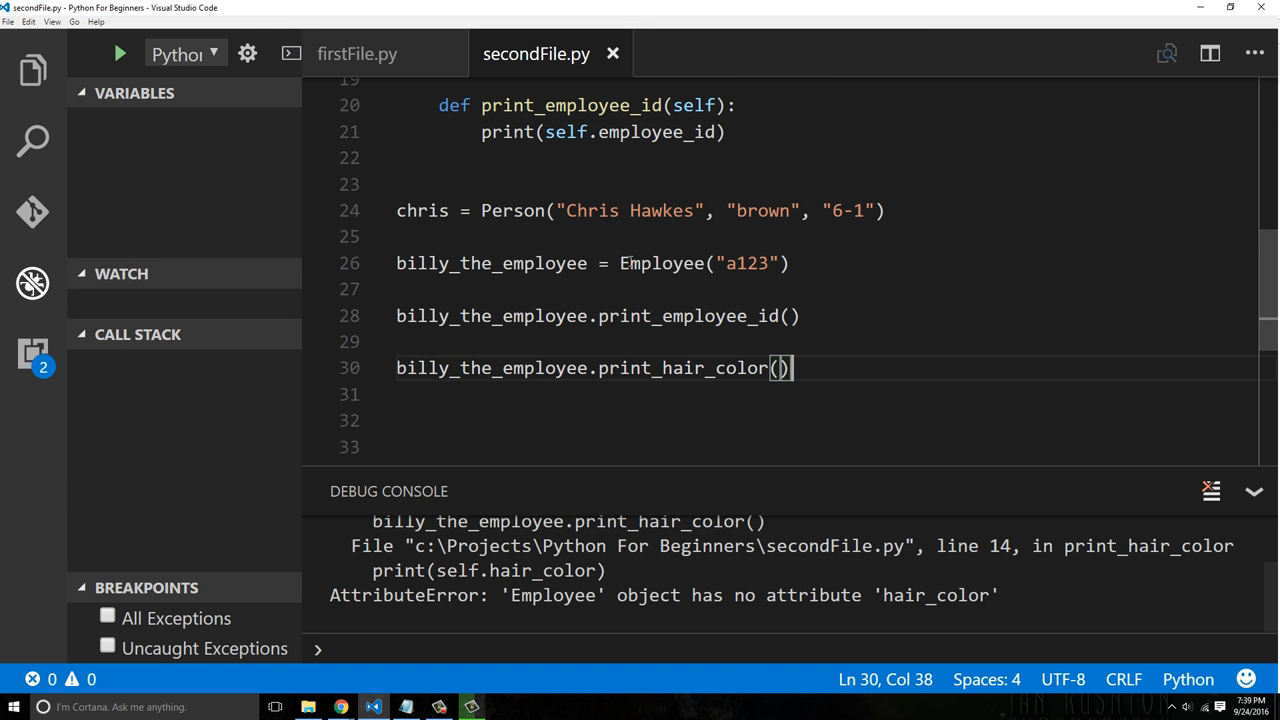 secondFile.py - Python For Beginners - Visual Studio Code
File Edit View Go Help
Pythor
firstFile.py
secondFile.py
VARIABLES
WATCH
CALL STACK
2
BREAKPOINTS
All Exceptions
Uncaught Exceptions
19
20 def print_employee_id(self):
21 print(self.employee_id)
22
23
24 chris = Person("Chris Hawkes", "brown", "6-1")
25
26 billy_the_employee = Employee("a123")
27
28 billy_the_employee.print_employee_id()
29
30 billy_the_employee.print_hair_color()
31
32
33
DEBUG CONSOLE
billy_the_employee.print_hair_color()
File "c:\Projects\Python For Beginners\secondFile.py", line 14, in print_hair_color
print(self.hair_color)
AttributeError: 'Employee' object has no attribute 'hair_color'
0 0
Ln 30, Col 38 Spaces: 4 UTF-8 CRLF Python
I'm Cortana. Ask me anything.
7:39 PM
9/24/2016